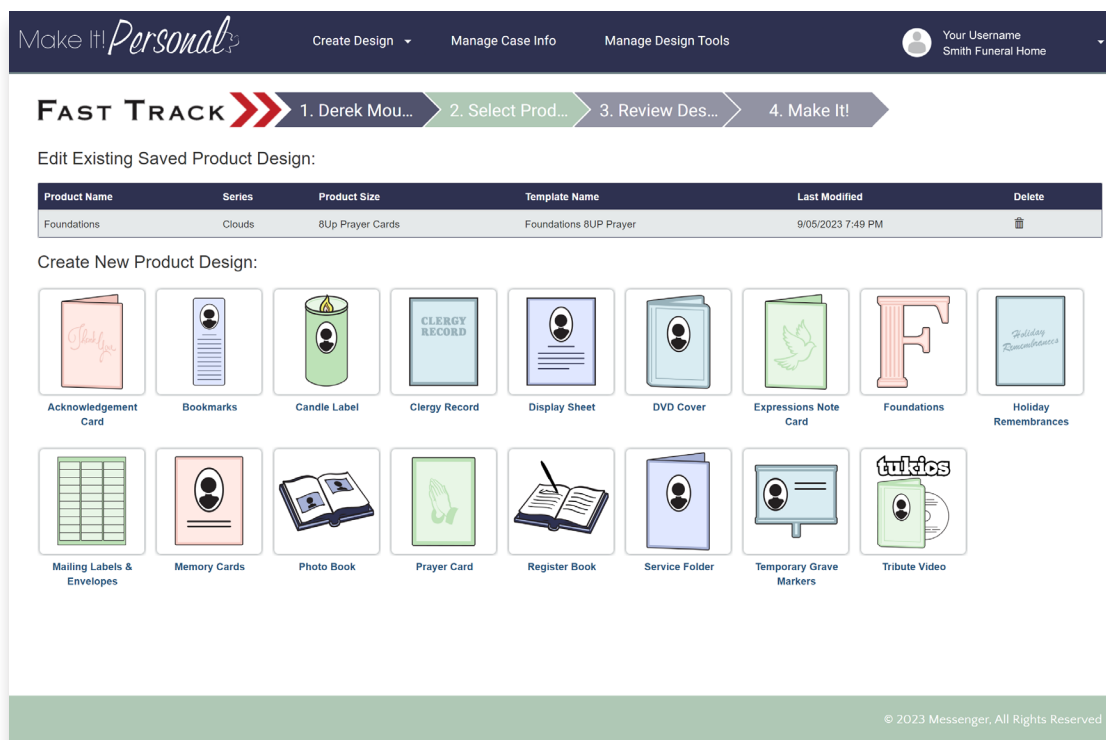 Make It! Personal
Create Design
Manage Case Info
Manage Design Tools
Your Username
Smith Funeral Home
FAST TRACK
1. Derek Mou...
2. Select Prod...
3. Review Des...
4. Make It!
Edit Existing Saved Product Design:
Product Name Series Product Size Template Name Last Modified Delete
Foundations Clouds 8Up Prayer Cards Foundations 8UP Prayer 9/05/2023 7:49 PM
Create New Product Design:
Thank You
CLERGY
RECORD
F
Holiday
Remembrances
Acknowledgement
Card
Bookmarks
Candle Label
Clergy Record
Display Sheet
DVD Cover
Expressions Note
Card
Foundations
Holiday
Remembrances
tukios
Mailing Labels &
Envelopes
Memory Cards
Photo Book
Prayer Card
Register Book
Service Folder
Temporary Grave
Markers
Tribute Video
© 2023 Messenger, All Rights Reserved